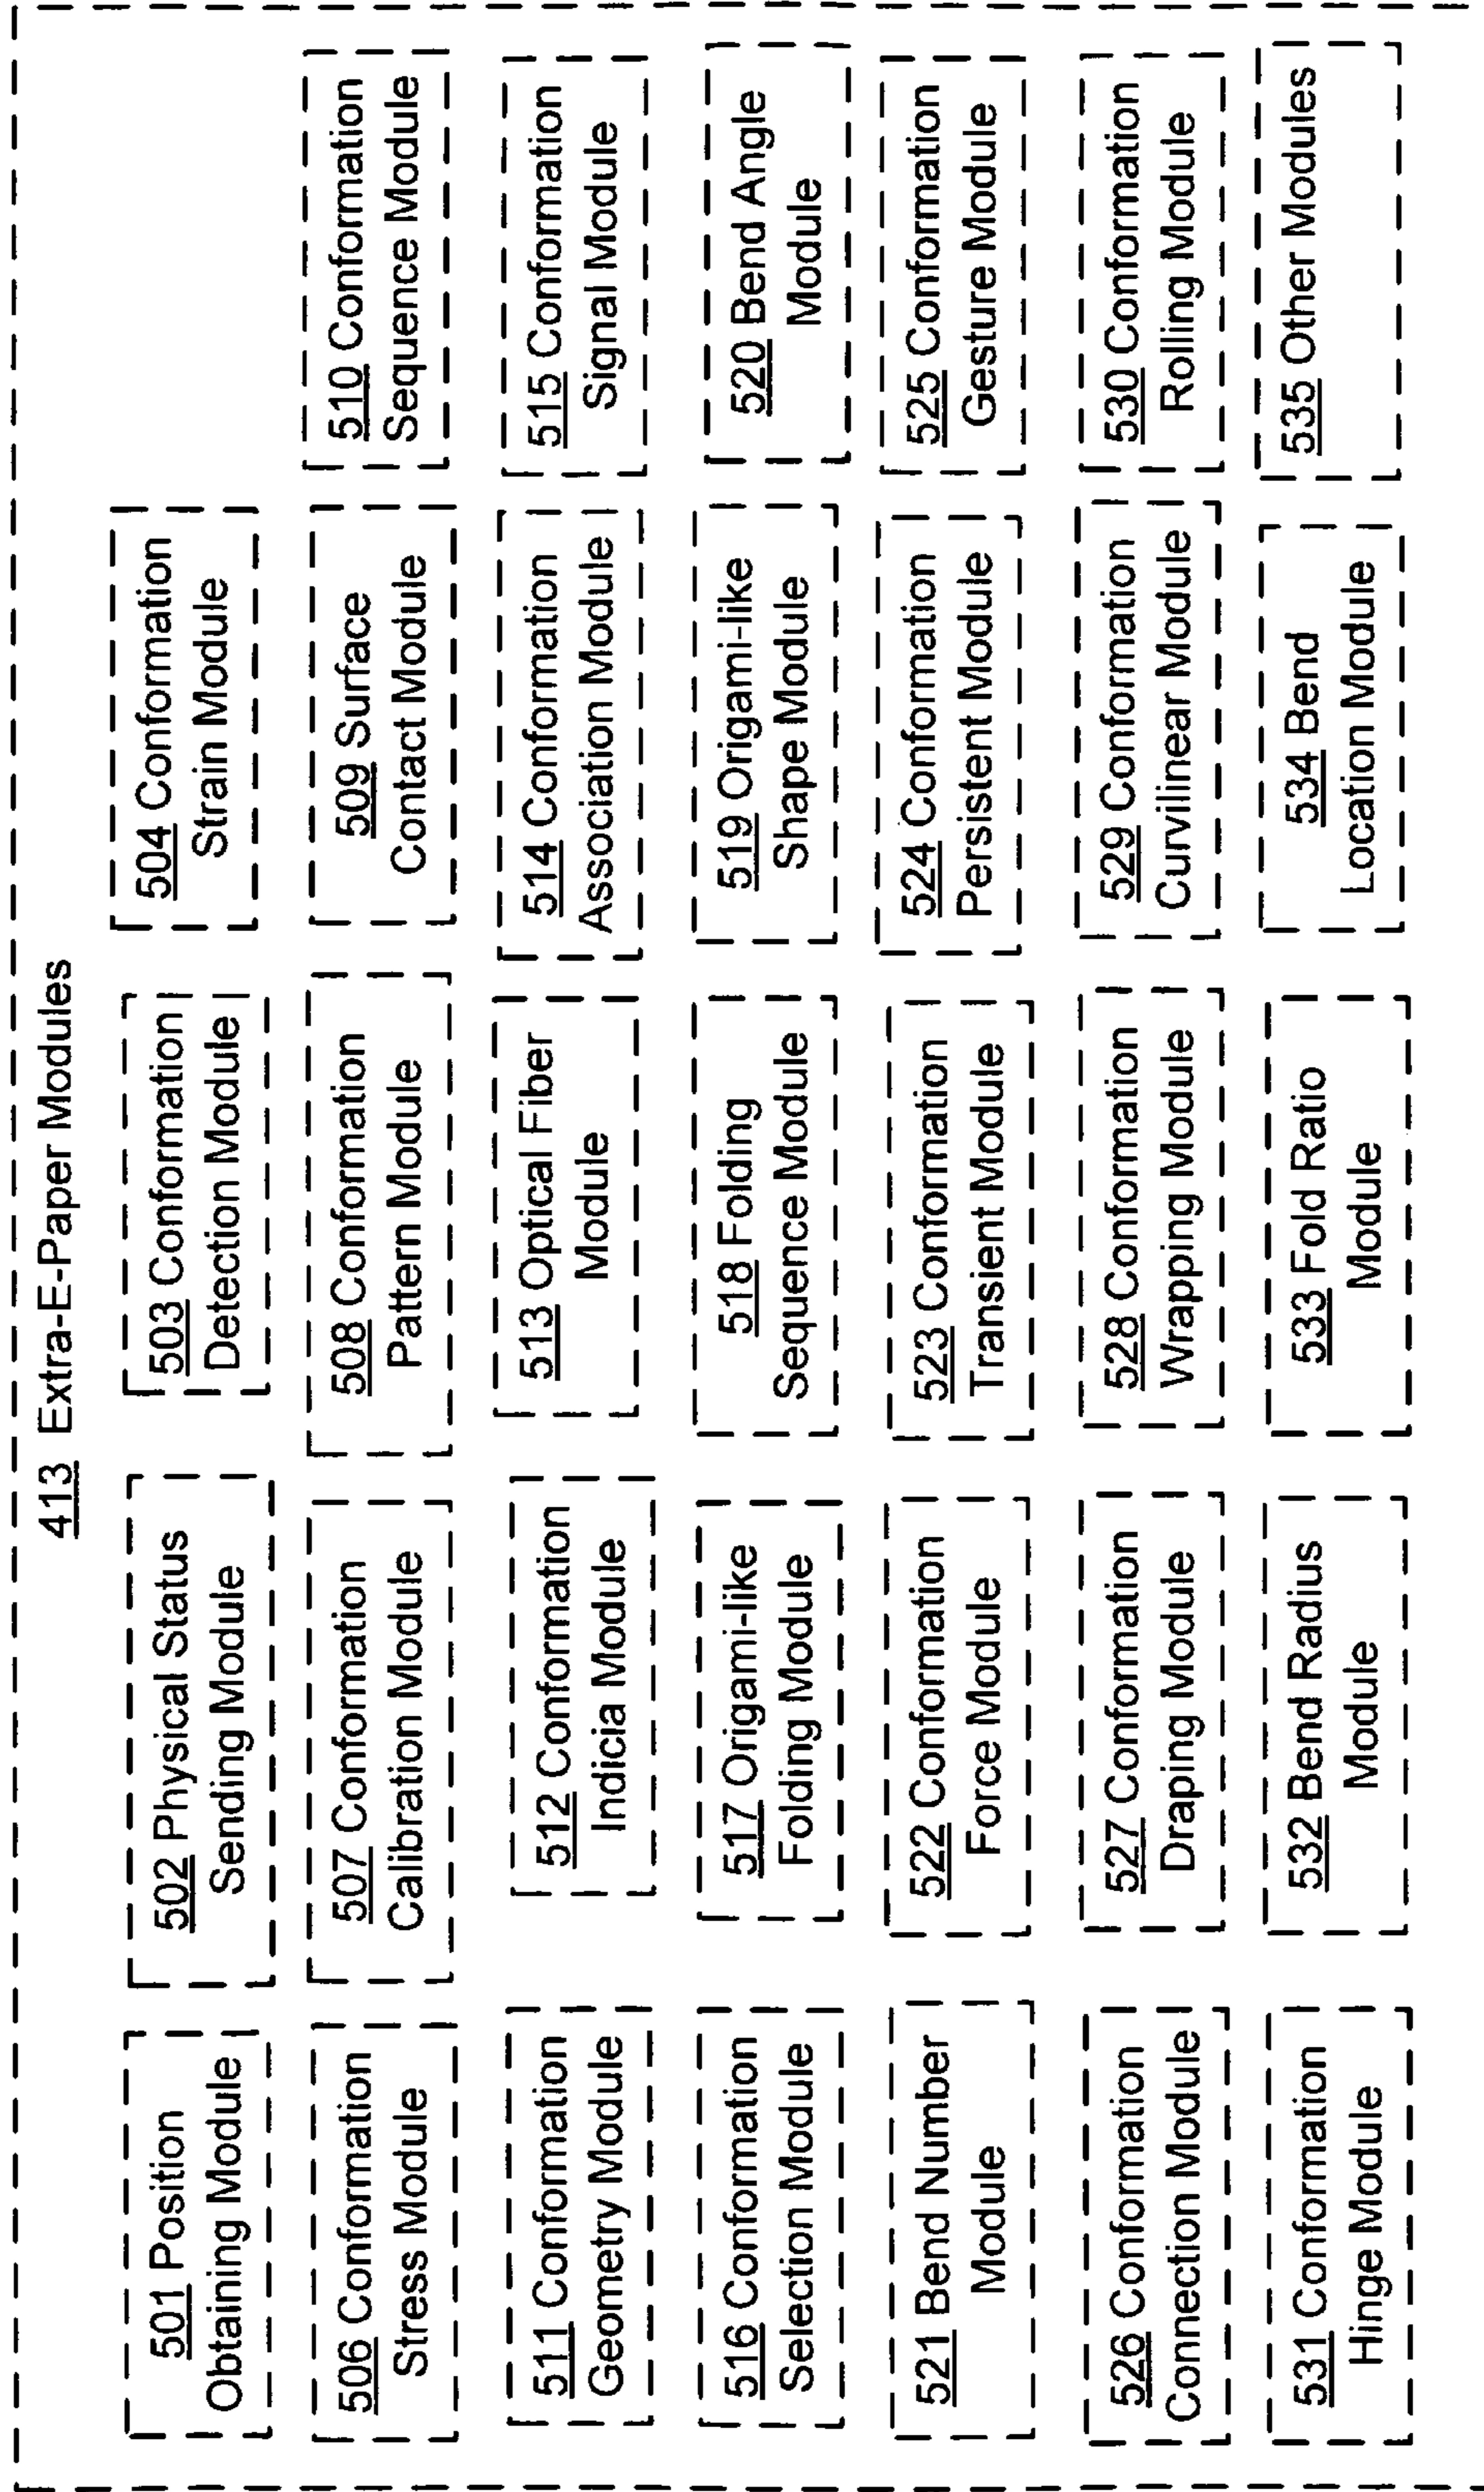 413 Extra-E-Paper Modules
501 Position
Obtaining Module
502 Physical Status
Sending Module
503 Conformation
Detection Module
504 Conformation
Strain Module
506 Conformation
Stress Module
507 Conformation
Calibration Module
508 Conformation
Pattern Module
509 Surface
Contact Module
510 Conformation
Sequence Module
511 Conformation
Geometry Module
512 Conformation
Indicia Module
513 Optical Fiber
Module
514 Conformation
Association Module
515 Conformation
Signal Module
516 Conformation
Selection Module
517 Origami-like
Folding Module
518 Folding
Sequence Module
519 Origami-like
Shape Module
520 Bend Angle
Module
521 Bend Number
Module
522 Conformation
Force Module
523 Conformation
Transient Module
524 Conformation
Persistent Module
525 Conformation
Gesture Module
526 Conformation
Connection Module
527 Conformation
Draping Module
528 Conformation
Wrapping Module
529 Conformation
Curvilinear Module
530 Conformation
Rolling Module
531 Conformation
Hinge Module
532 Bend Radius
Module
533 Fold Ratio
Module
534 Bend
Location Module
535 Other Modules